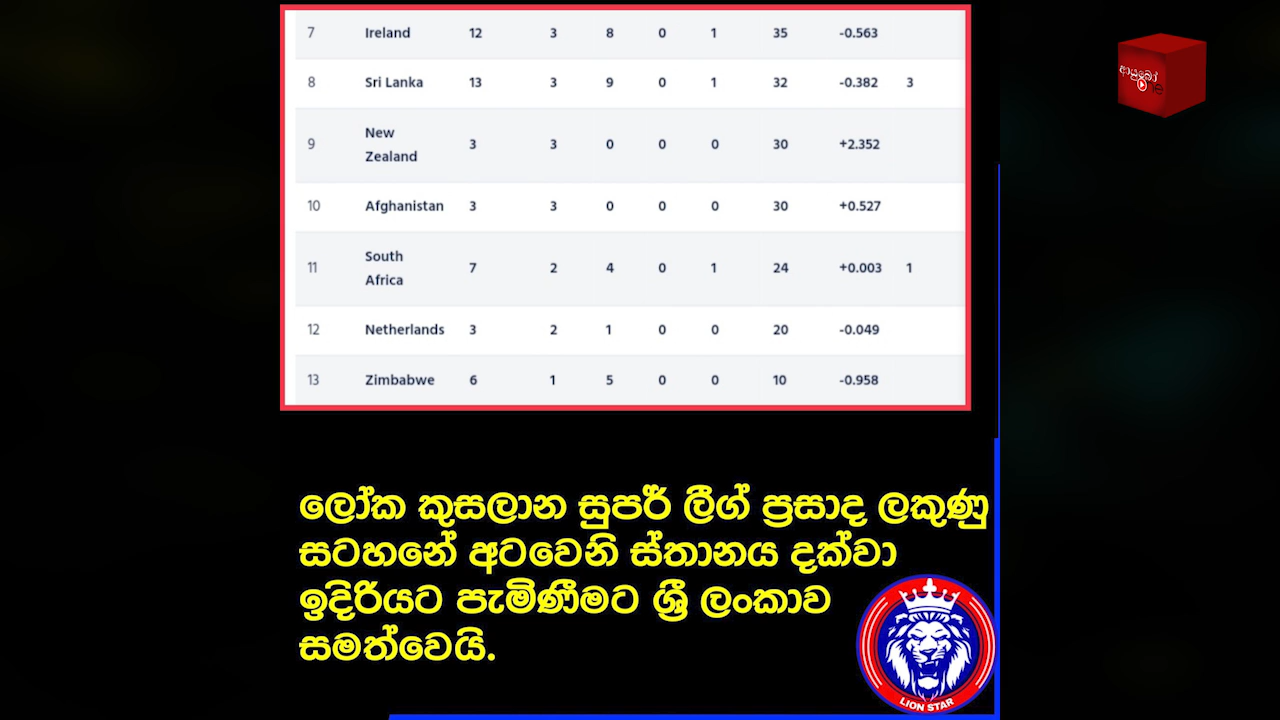 7 Ireland 12 3 8 0 1 35 -0.563
8 Sri Lanka 13 3 9 0 1 32 -0.382 3
9 New Zealand 3 3 0 0 0 30 +2.352
10 Afghanistan 3 3 0 0 0 30 +0.527
11 South Africa 7 2 4 0 1 24 +0.003 1
12 Netherlands 3 2 1 0 0 20 -0.049
13 Zimbabwe 6 1 5 0 0 10 -0.958
ආයුබෝ
one
ලෝක කුසලාන සුපර් ලීග් ප්‍රසාද ලකුණු
සටහනේ අටවෙනි ස්තානය දක්වා
ඉදිරියට පැමිණීමට ශ්‍රී ලංකාව
සමත්වෙයි.
LION STAR